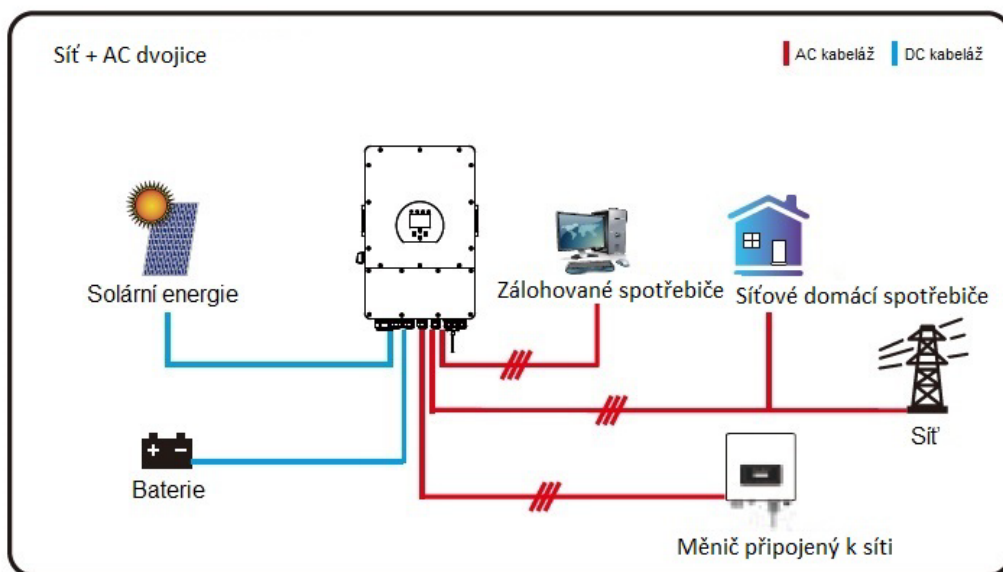 Síť + AC dvojice
AC kabeláž
DC kabeláž
Solární energie
Zálohované spotřebiče
Síťové domácí spotřebiče
Síť
Baterie
Měnič připojený k síti